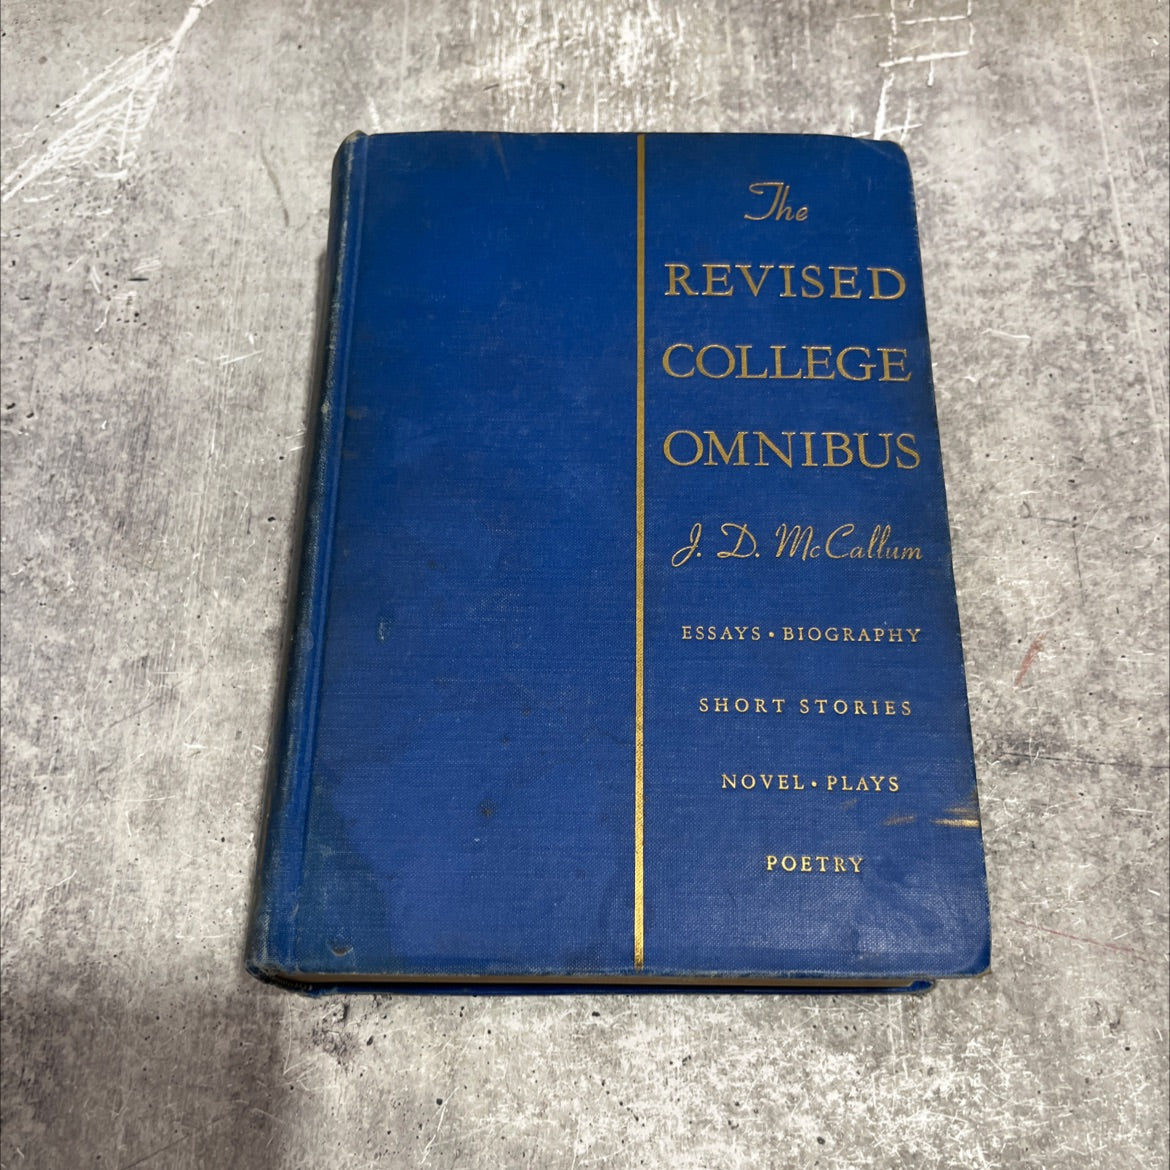 The
REVISED
COLLEGE
OMNIBUS
J. D. McCallum
ESSAYS • BIOGRAPHY
SHORT STORIES
NOVEL • PLAYS
POETRY